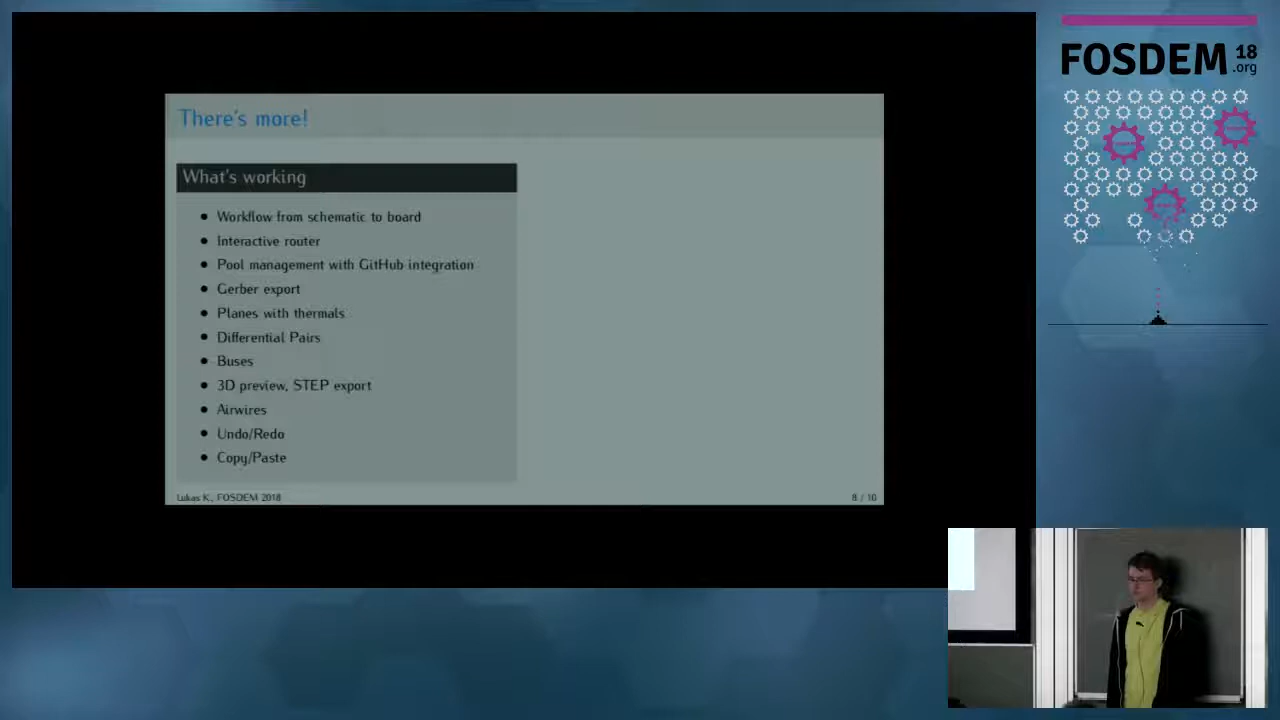 There's more!
What's working
Workflow from schematic to board
Interactive router
Pool management with GitHub integration
Gerber export
Planes with thermals
Differential Pairs
Buses
3D preview, STEP export
Airwires
Undo/Redo
Copy/Paste
Lukas K., FOSDEM 2018
8 / 10
FOSDEM 18
.org